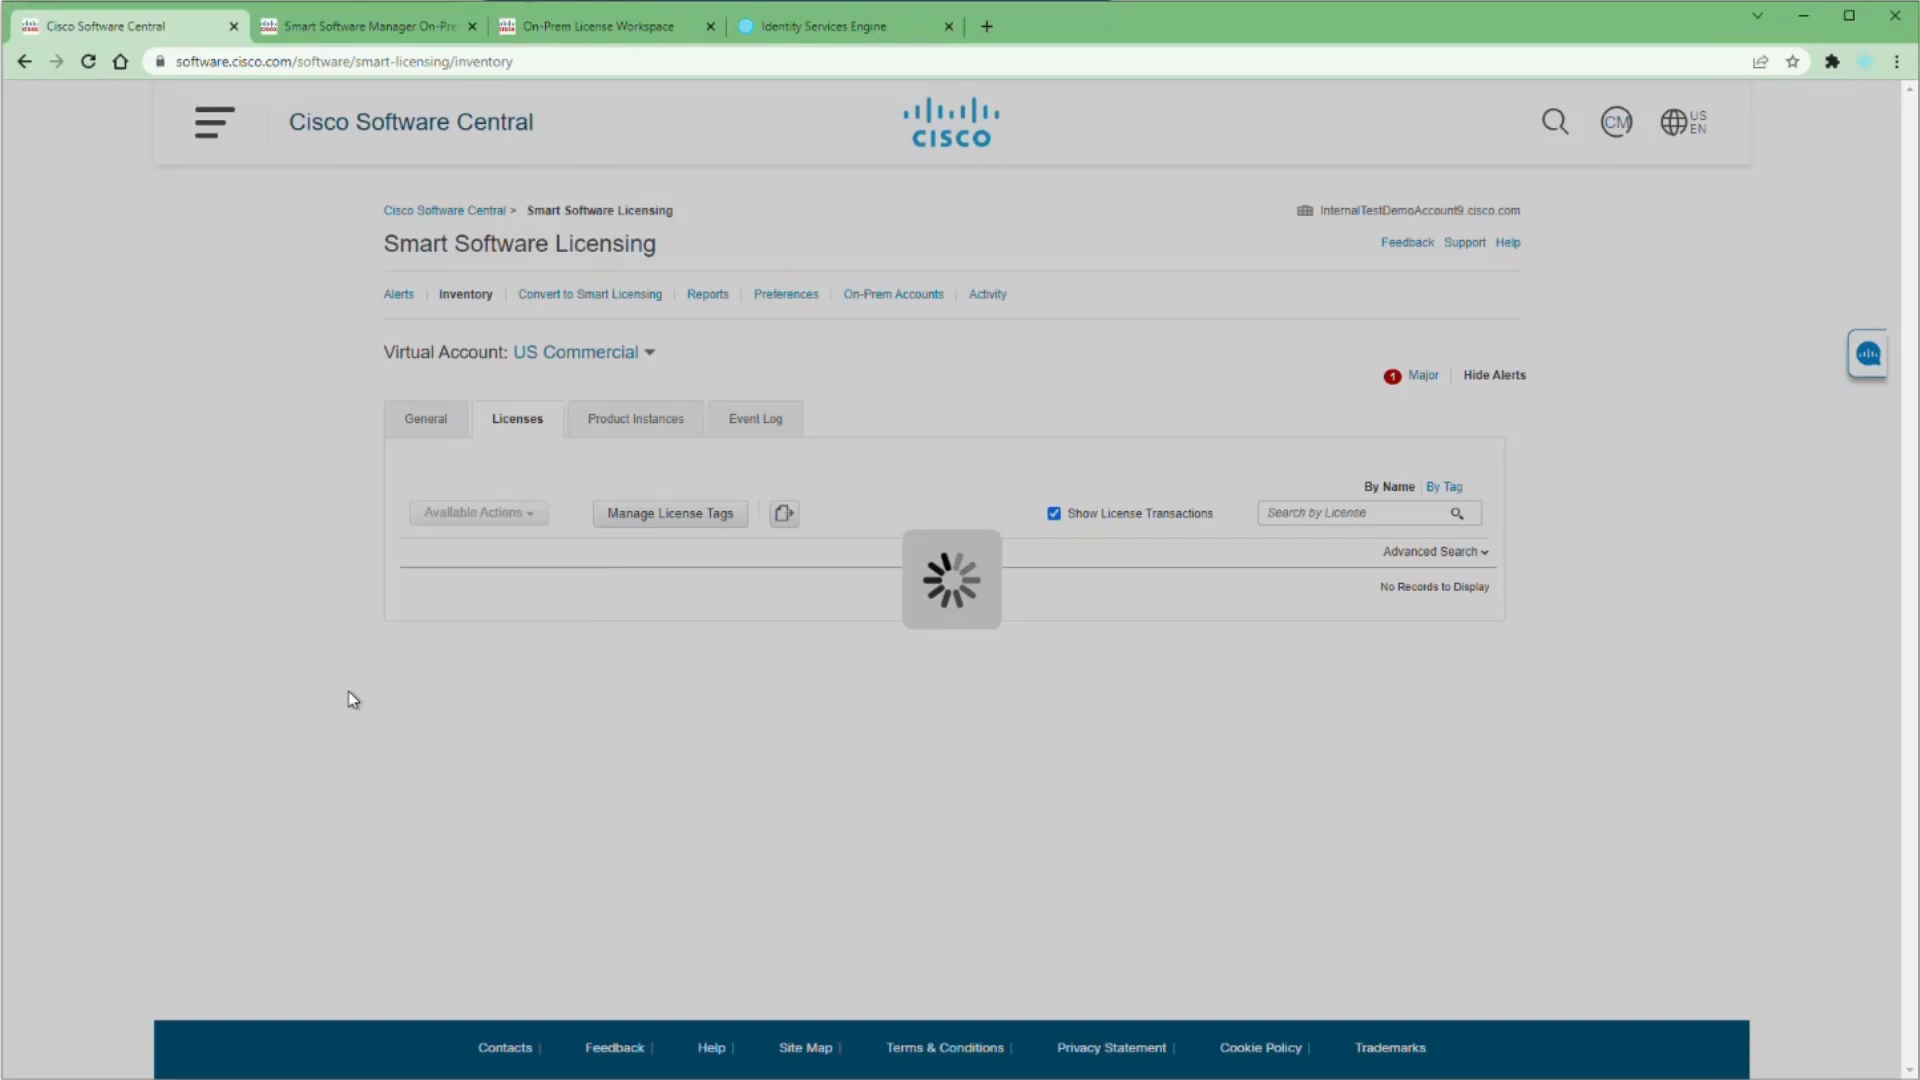 Cisco Software Central
Smart Software Manager On-Pre
On-Prem License Workspace
Identity Services Engine
software.cisco.com/software/smart-licensing/inventory
Cisco Software Central
CISCO
CM
US
EN
Cisco Software Central > Smart Software Licensing
InternalTestDemoAccount9.cisco.com
Smart Software Licensing
Feedback Support Help
Alerts | Inventory | Convert to Smart Licensing | Reports | Preferences | On-Prem Accounts | Activity
Virtual Account: US Commercial
1 Major | Hide Alerts
General
Licenses
Product Instances
Event Log
By Name | By Tag
Available Actions
Manage License Tags
Show License Transactions
Search by License
Advanced Search
No Records to Display
Contacts | Feedback | Help | Site Map | Terms & Conditions | Privacy Statement | Cookie Policy | Trademarks